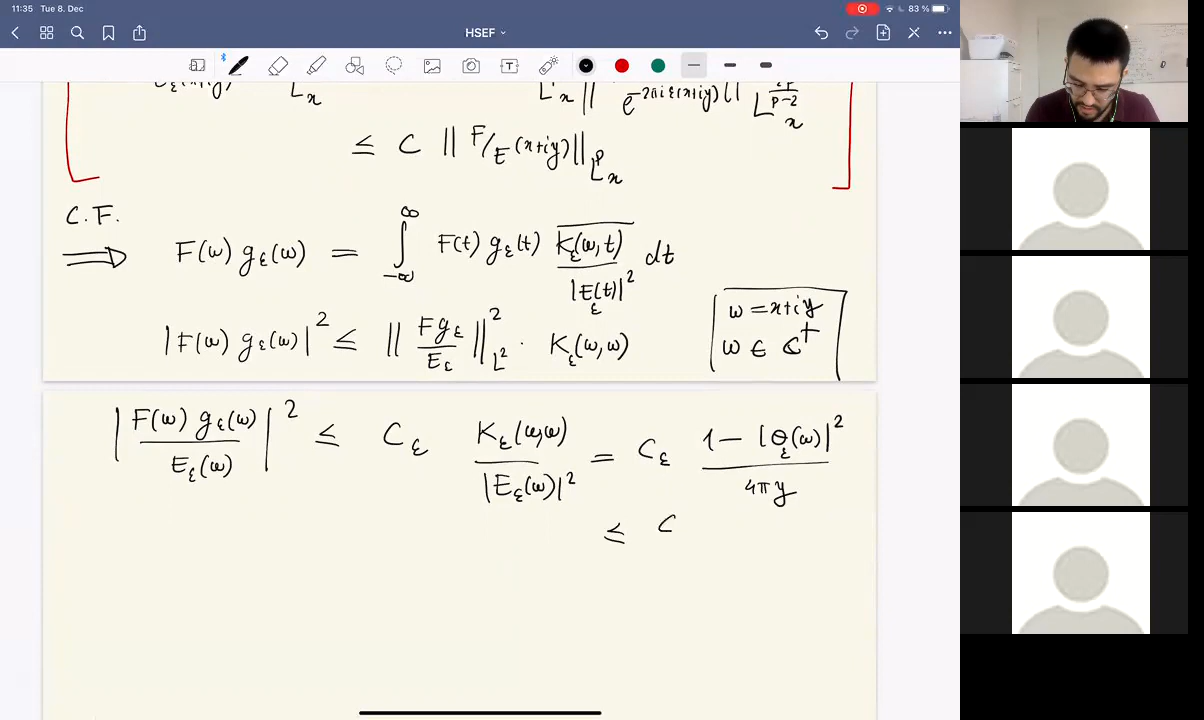 11:35 Tue 8. Dec
83 %
HSEF
≤ C || F/E (x+iy) ||_{L^p_x}
C.F.
⟹ F(ω) g_ε(ω) = ∫_{-∞}^{∞} F(t) g_ε(t) \overline{K_ε(ω,t)} / |E_ε(t)|^2 dt
|F(ω) g_ε(ω)|^2 ≤ || F g_ε / E_ε ||^2_{L^2} · K_ε(ω,ω)
ω = x+iy
ω ∈ ℂ^+
| F(ω) g_ε(ω) / E_ε(ω) |^2 ≤ C_ε K_ε(ω,ω) / |E_ε(ω)|^2 = C_ε (1 - |Θ_ε(ω)|^2) / 4πy
≤ C